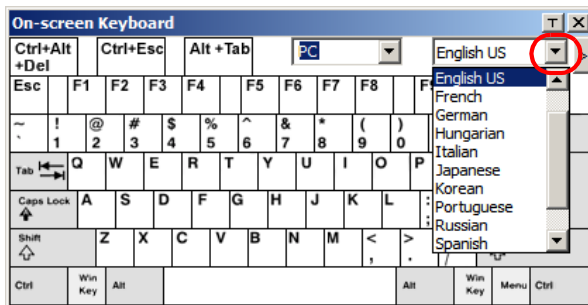 On-screen Keyboard T X
Ctrl+Alt +Del Ctrl+Esc Alt +Tab PC English US >
English US
French
German
Hungarian
Italian
Japanese
Korean
Portuguese
Russian
Spanish
Esc F1 F2 F3 F4 F5 F6 F7 F8 F9
~ ! @ # $ % ^ & * ( )
` 1 2 3 4 5 6 7 8 9 0
Tab Q W E R T Y U I O P
Caps Lock A S D F G H J K L :
;
Shift Z X C V B N M < >
, . /
Ctrl Win Key Alt Alt Win Key Menu Ctrl